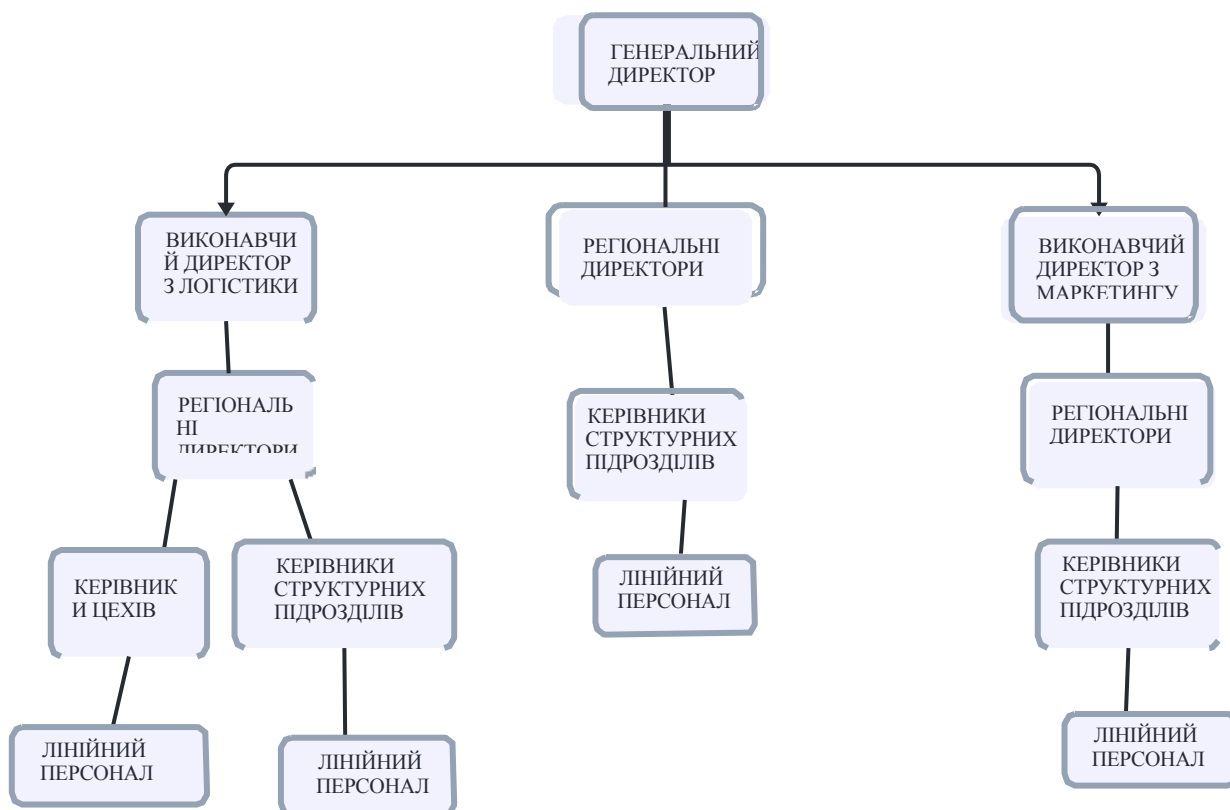 ГЕНЕРАЛЬНИЙ
ДИРЕКТОР
ВИКОНАВЧИ
Й ДИРЕКТОР
З ЛОГІСТИКИ
РЕГІОНАЛЬНІ
ДИРЕКТОРИ
ВИКОНАВЧИЙ
ДИРЕКТОР З
МАРКЕТИНГУ
РЕГІОНАЛЬ
НІ
ДИРЕКТОРИ
КЕРІВНИКИ
СТРУКТУРНИХ
ПІДРОЗДІЛІВ
РЕГІОНАЛЬНІ
ДИРЕКТОРИ
КЕРІВНИК
И ЦЕХІВ
КЕРІВНИКИ
СТРУКТУРНИХ
ПІДРОЗДІЛІВ
ЛІНІЙНИЙ
ПЕРСОНАЛ
КЕРІВНИКИ
СТРУКТУРНИХ
ПІДРОЗДІЛІВ
ЛІНІЙНИЙ
ПЕРСОНАЛ
ЛІНІЙНИЙ
ПЕРСОНАЛ
ЛІНІЙНИЙ
ПЕРСОНАЛ